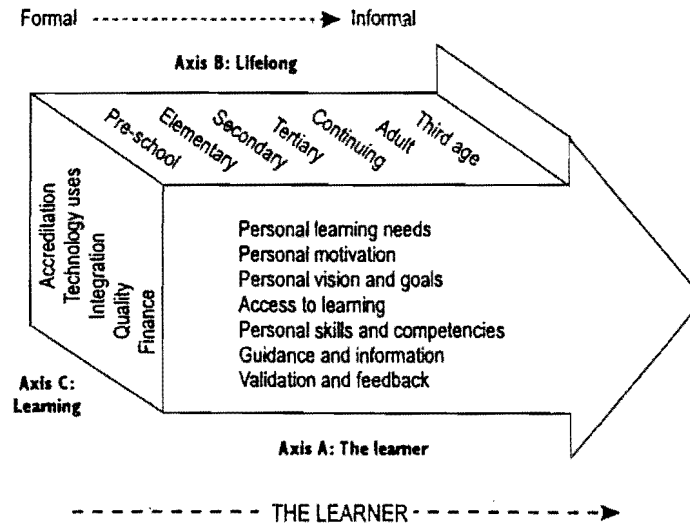 Formal Informal
Axis B: Lifelong
Pre-school
Elementary
Secondary
Tertiary
Continuing
Adult
Third age
Accreditation
Technology uses
Integration
Quality
Finance
Personal learning needs
Personal motivation
Personal vision and goals
Access to learning
Personal skills and competencies
Guidance and information
Validation and feedback
Axis C:
Learning
Axis A: The learner
THE LEARNER